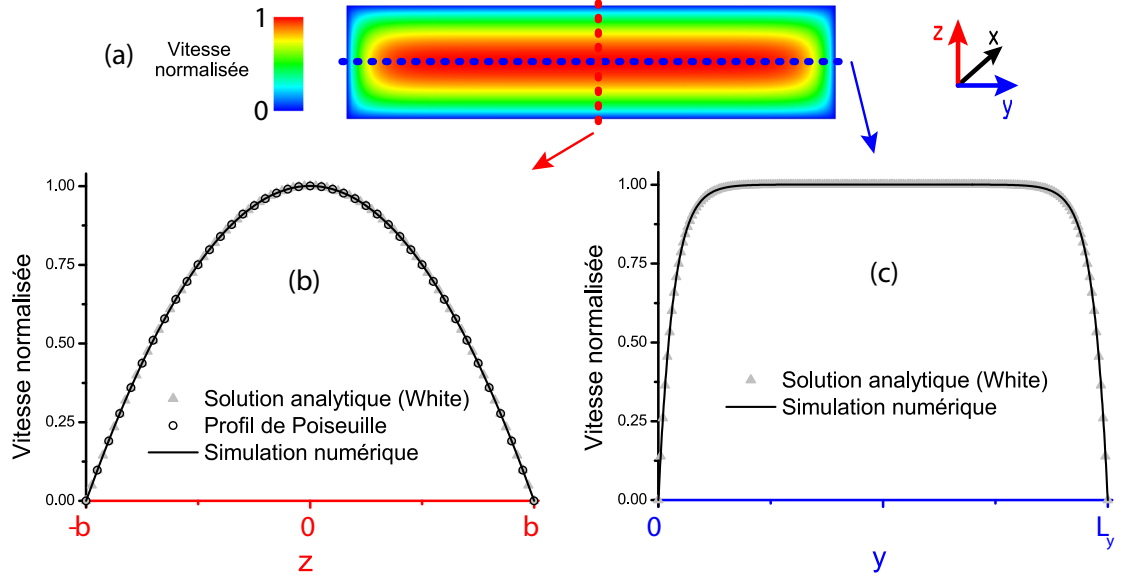 (a)
Vitesse
normalisée
1
0
z
x
y
(b)
Vitesse normalisée
1.00
0.75
0.50
0.25
0.00
Solution analytique (White)
Profil de Poiseuille
Simulation numérique
-b 0 b
z
(c)
Vitesse normalisée
1.00
0.75
0.50
0.25
0.00
Solution analytique (White)
Simulation numérique
0 Ly
y